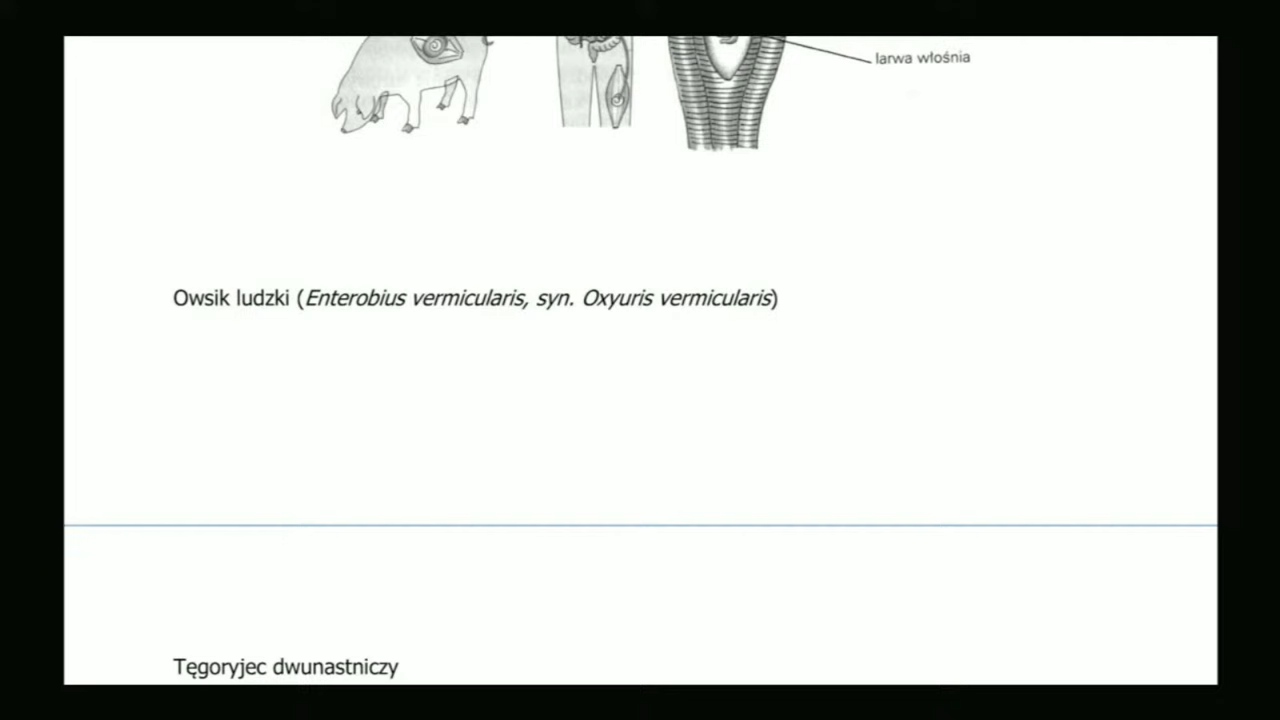 larwa włośnia
Owsik ludzki (Enterobius vermicularis, syn. Oxyuris vermicularis)
Tęgoryjec dwunastniczy